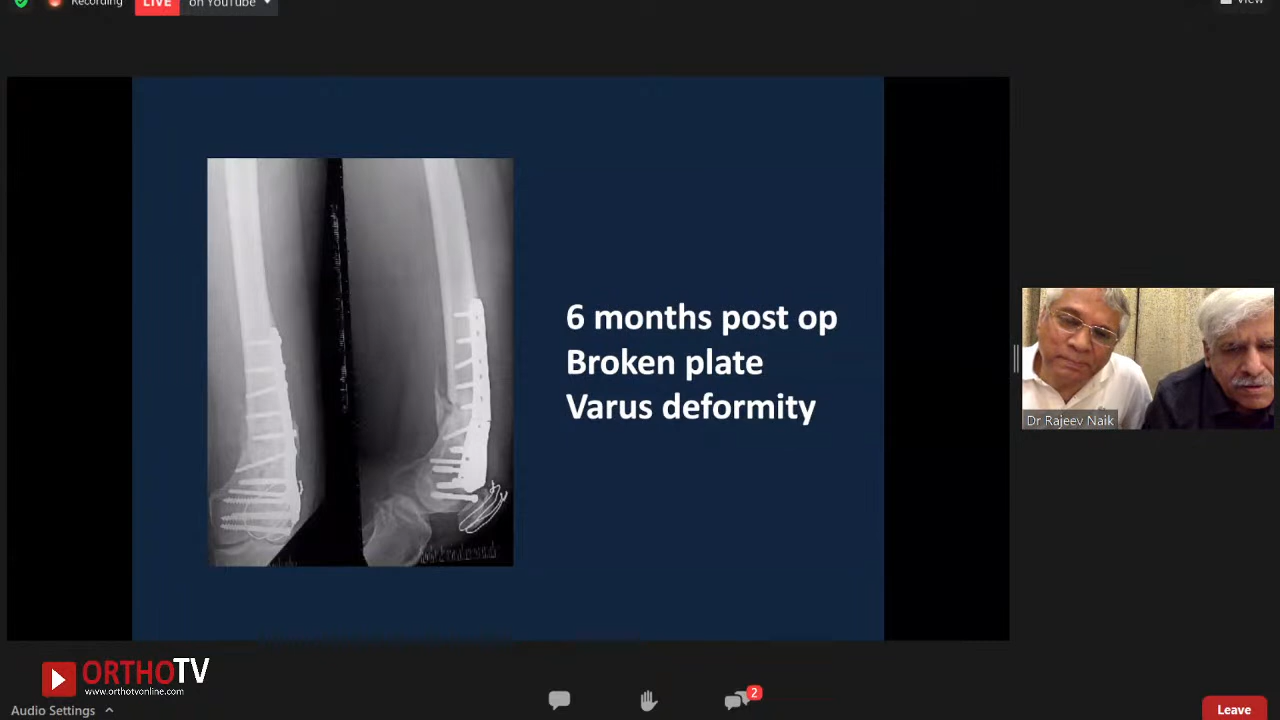 Recording
LIVE
on YouTube
View
6 months post op
Broken plate
Varus deformity
Dr Rajeev Naik
ORTHOTV
www.orthotvonline.com
2
Audio Settings
Leave